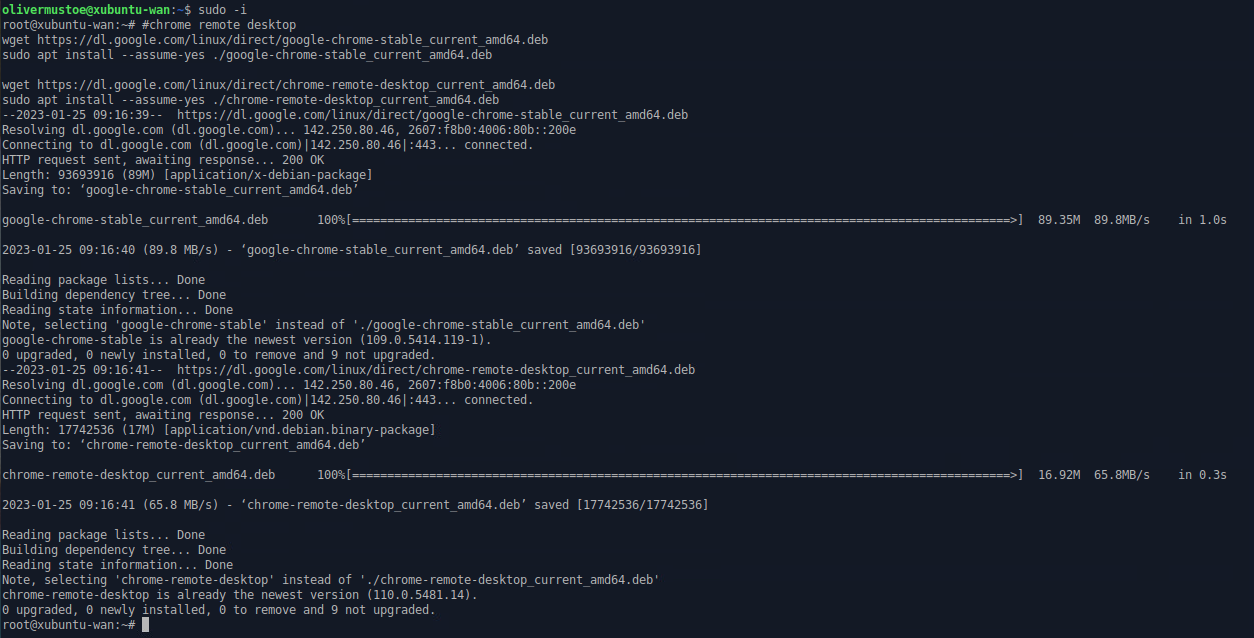 olivermustoe@xubuntu-wan:~$ sudo -i
root@xubuntu-wan:~# #chrome remote desktop
wget https://dl.google.com/linux/direct/google-chrome-stable_current_amd64.deb
sudo apt install --assume-yes ./google-chrome-stable_current_amd64.deb

wget https://dl.google.com/linux/direct/chrome-remote-desktop_current_amd64.deb
sudo apt install --assume-yes ./chrome-remote-desktop_current_amd64.deb
--2023-01-25 09:16:39--  https://dl.google.com/linux/direct/google-chrome-stable_current_amd64.deb
Resolving dl.google.com (dl.google.com)... 142.250.80.46, 2607:f8b0:4006:80b::200e
Connecting to dl.google.com (dl.google.com)|142.250.80.46|:443... connected.
HTTP request sent, awaiting response... 200 OK
Length: 93693916 (89M) [application/x-debian-package]
Saving to: ‘google-chrome-stable_current_amd64.deb’

google-chrome-stable_current_amd64.deb       100%[==============================================================================================>]  89.35M  89.8MB/s    in 1.0s

2023-01-25 09:16:40 (89.8 MB/s) - ‘google-chrome-stable_current_amd64.deb’ saved [93693916/93693916]

Reading package lists... Done
Building dependency tree... Done
Reading state information... Done
Note, selecting 'google-chrome-stable' instead of './google-chrome-stable_current_amd64.deb'
google-chrome-stable is already the newest version (109.0.5414.119-1).
0 upgraded, 0 newly installed, 0 to remove and 9 not upgraded.
--2023-01-25 09:16:41--  https://dl.google.com/linux/direct/chrome-remote-desktop_current_amd64.deb
Resolving dl.google.com (dl.google.com)... 142.250.80.46, 2607:f8b0:4006:80b::200e
Connecting to dl.google.com (dl.google.com)|142.250.80.46|:443... connected.
HTTP request sent, awaiting response... 200 OK
Length: 17742536 (17M) [application/vnd.debian.binary-package]
Saving to: ‘chrome-remote-desktop_current_amd64.deb’

chrome-remote-desktop_current_amd64.deb      100%[==============================================================================================>]  16.92M  65.8MB/s    in 0.3s

2023-01-25 09:16:41 (65.8 MB/s) - ‘chrome-remote-desktop_current_amd64.deb’ saved [17742536/17742536]

Reading package lists... Done
Building dependency tree... Done
Reading state information... Done
Note, selecting 'chrome-remote-desktop' instead of './chrome-remote-desktop_current_amd64.deb'
chrome-remote-desktop is already the newest version (110.0.5481.14).
0 upgraded, 0 newly installed, 0 to remove and 9 not upgraded.
root@xubuntu-wan:~#